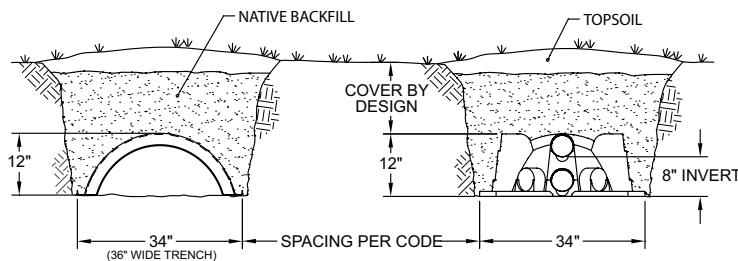 NATIVE BACKFILL
TOPSOIL
COVER BY
DESIGN
12"
12"
8" INVERT
34"
SPACING PER CODE
34"
(36" WIDE TRENCH)